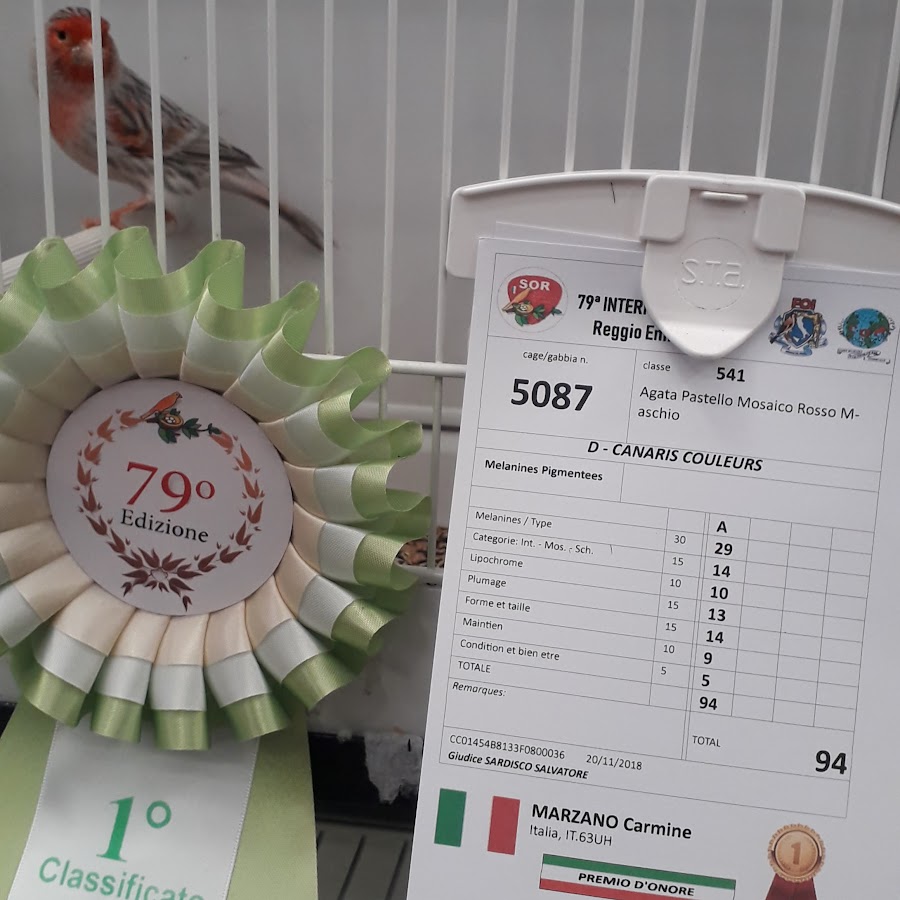 79º
Edizione
1º
Classificato
S.T.A.
SOR
79ª INTER
Reggio Em
FOI
cage/gabbia n.
5087
classe 541
Agata Pastello Mosaico Rosso M-
aschio
D - CANARIS COULEURS
Melanines Pigmentees
A
Melanines / Type 30 29
Categorie: Int. - Mos. - Sch. 15 14
Lipochrome 10 10
Plumage 15 13
Forme et taille 15 14
Maintien 10 9
Condition et bien etre 5 5
TOTALE 94
Remarques:
TOTAL 94
CC01454B8133F0800036 20/11/2018
Giudice SARDISCO SALVATORE
MARZANO Carmine
Italia, IT.63UH
1
PREMIO D'ONORE